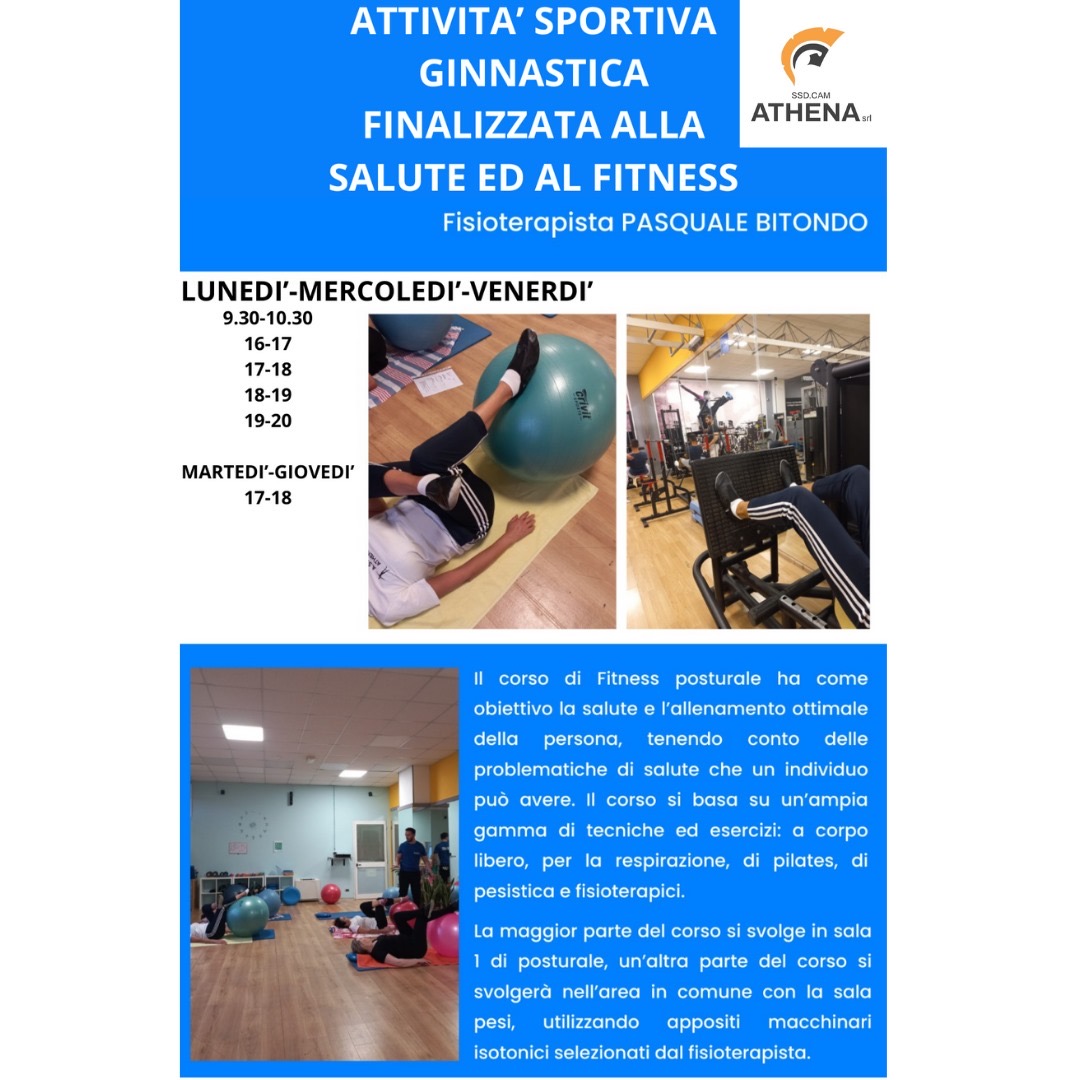 ATTIVITA’ SPORTIVA
GINNASTICA
FINALIZZATA ALLA
SALUTE ED AL FITNESS
SSD.CAM
ATHENA srl
Fisioterapista PASQUALE BITONDO
LUNEDI’-MERCOLEDI’-VENERDI’
9.30-10.30
16-17
17-18
18-19
19-20
MARTEDI’-GIOVEDI’
17-18
crivit
Il corso di Fitness posturale ha come
obiettivo la salute e l’allenamento ottimale
della persona, tenendo conto delle
problematiche di salute che un individuo
può avere. Il corso si basa su un’ampia
gamma di tecniche ed esercizi: a corpo
libero, per la respirazione, di pilates, di
pesistica e fisioterapici.
La maggior parte del corso si svolge in sala
1 di posturale, un’altra parte del corso si
svolgerà nell’area in comune con la sala
pesi, utilizzando appositi macchinari
isotonici selezionati dal fisioterapista.